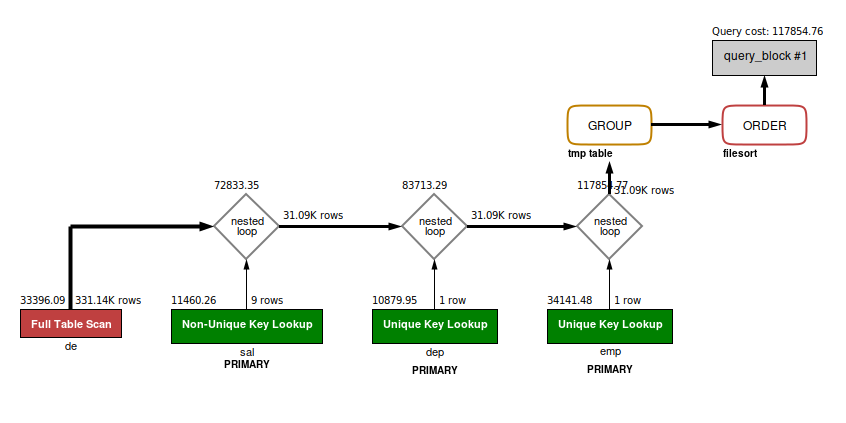 Query cost: 117854.76
query_block #1
GROUP
ORDER
tmp table
filesort
72833.35
83713.29
117854.77
31.09K rows
nested
loop
31.09K rows
nested
loop
31.09K rows
nested
loop
33396.09
331.14K rows
11460.26
9 rows
10879.95
1 row
34141.48
1 row
Full Table Scan
Non-Unique Key Lookup
Unique Key Lookup
Unique Key Lookup
de
sal
PRIMARY
dep
PRIMARY
emp
PRIMARY